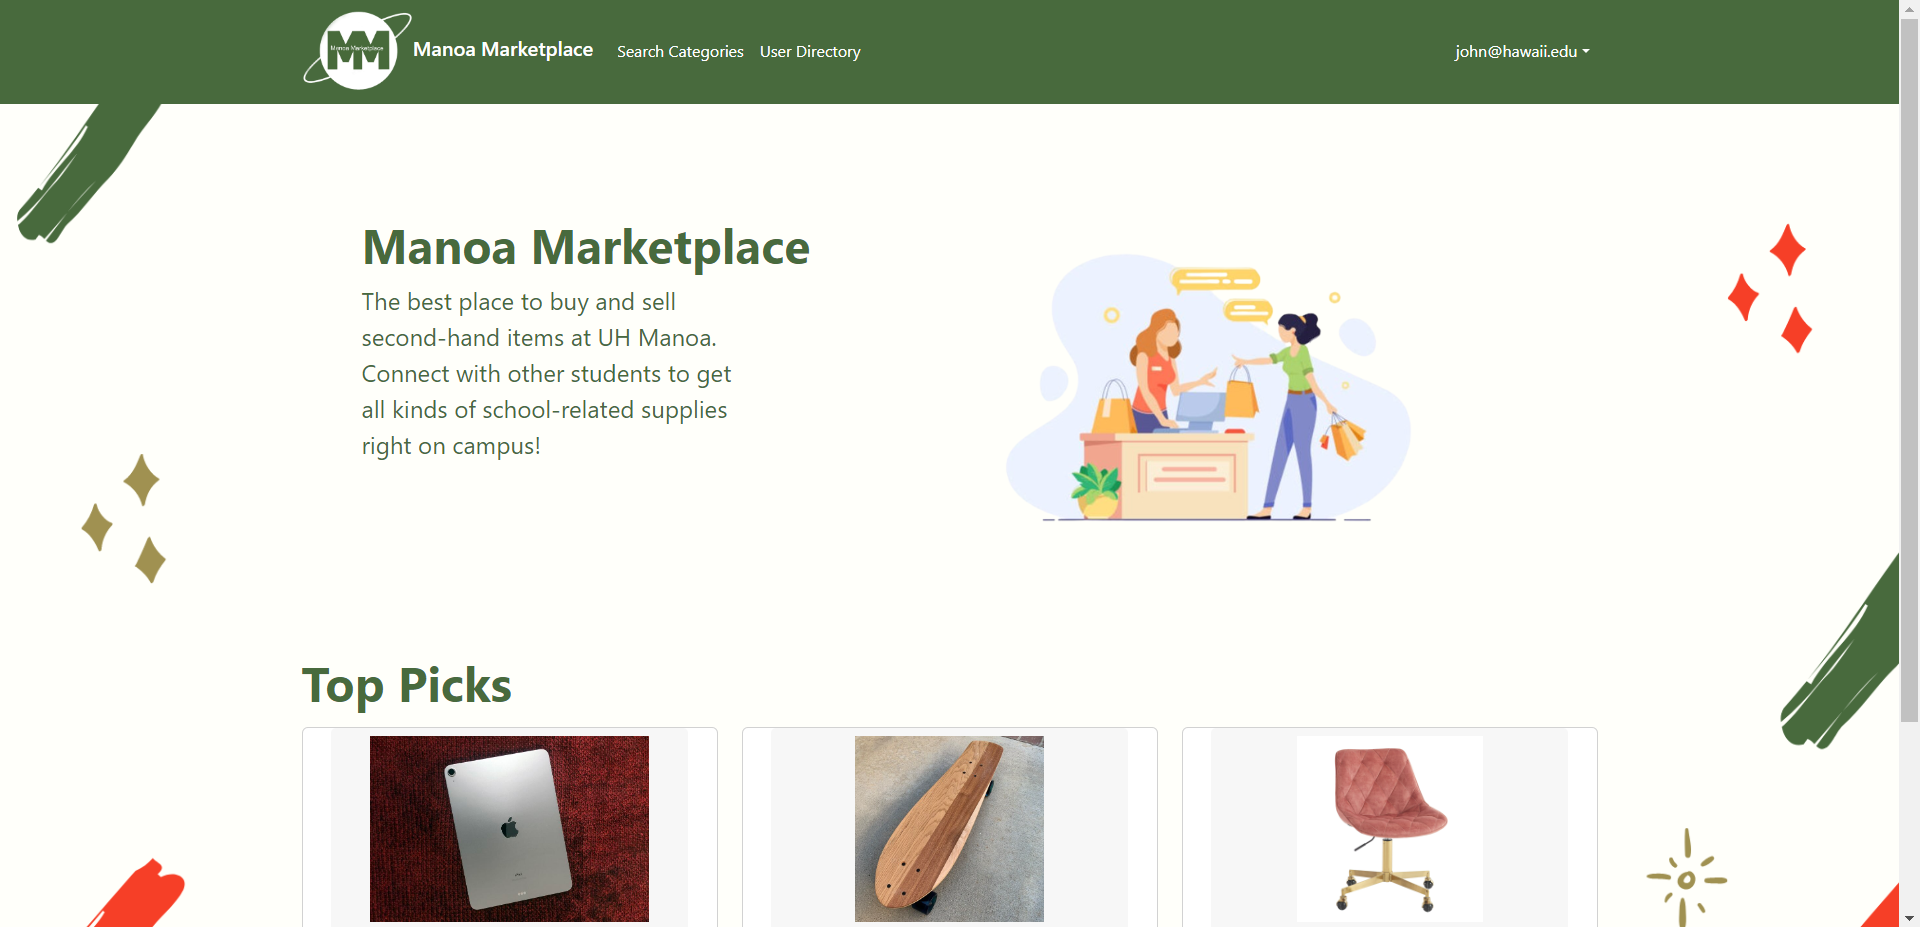 Manoa Marketplace
Manoa Marketplace Search Categories User Directory john@hawaii.edu
Manoa Marketplace
The best place to buy and sell
second-hand items at UH Manoa.
Connect with other students to get
all kinds of school-related supplies
right on campus!
Top Picks